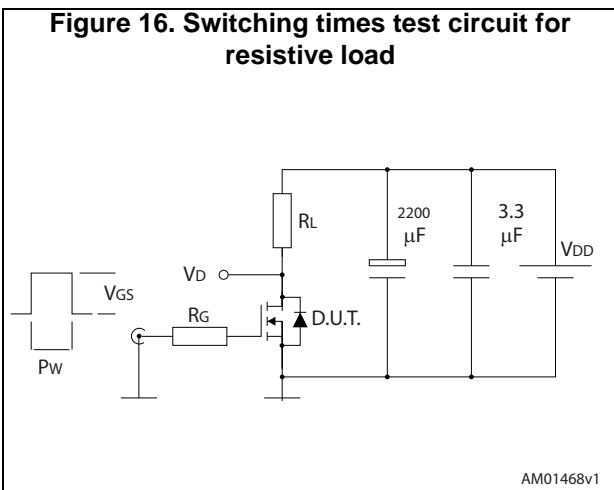 Figure 16. Switching times test circuit for
resistive load
RL
2200
μF
3.3
μF
VDD
VD
VGS
RG
D.U.T.
PW
AM01468v1